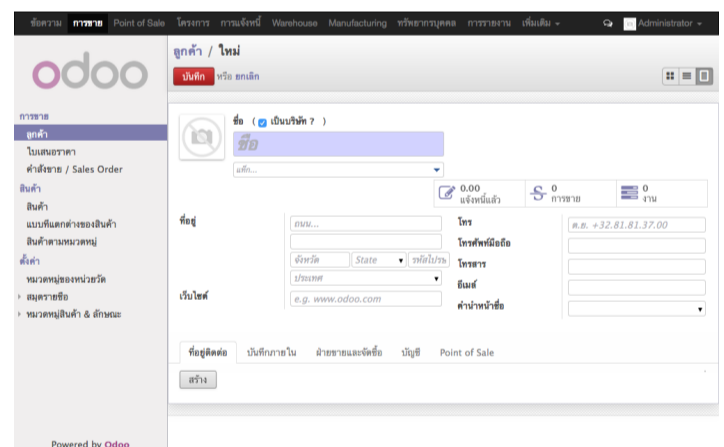 ข้อความ การขาย Point of Sale โครงการ การแจ้งหนี้ Warehouse Manufacturing ทรัพยากรบุคคล การรายงาน เพิ่มเติม Administrator
odoo
ลูกค้า / ใหม่
บันทึก หรือ ยกเลิก
การขาย
ลูกค้า
ใบเสนอราคา
คำสั่งขาย / Sales Order
สินค้า
สินค้า
แบบที่แตกต่างของสินค้า
สินค้าตามหมวดหมู่
ตั้งค่า
หมวดหมู่ของหน่วยวัด
สมุดรายชื่อ
หมวดหมู่สินค้า & ลักษณะ
Powered by Odoo
ชื่อ ( เป็นบริษัท ? )
ชื่อ
แท็ก...
0.00 แจ้งหนี้แล้ว
0 การขาย
0 งาน
ที่อยู่
ถนน...
จังหวัด State รหัสไปรษ
ประเทศ
เว็บไซต์ e.g. www.odoo.com
โทร ต.ย. +32.81.81.37.00
โทรศัพท์มือถือ
โทรสาร
อีเมล์
คำนำหน้าชื่อ
ที่อยู่ติดต่อ บันทึกภายใน ฝ่ายขายและจัดซื้อ บัญชี Point of Sale
สร้าง